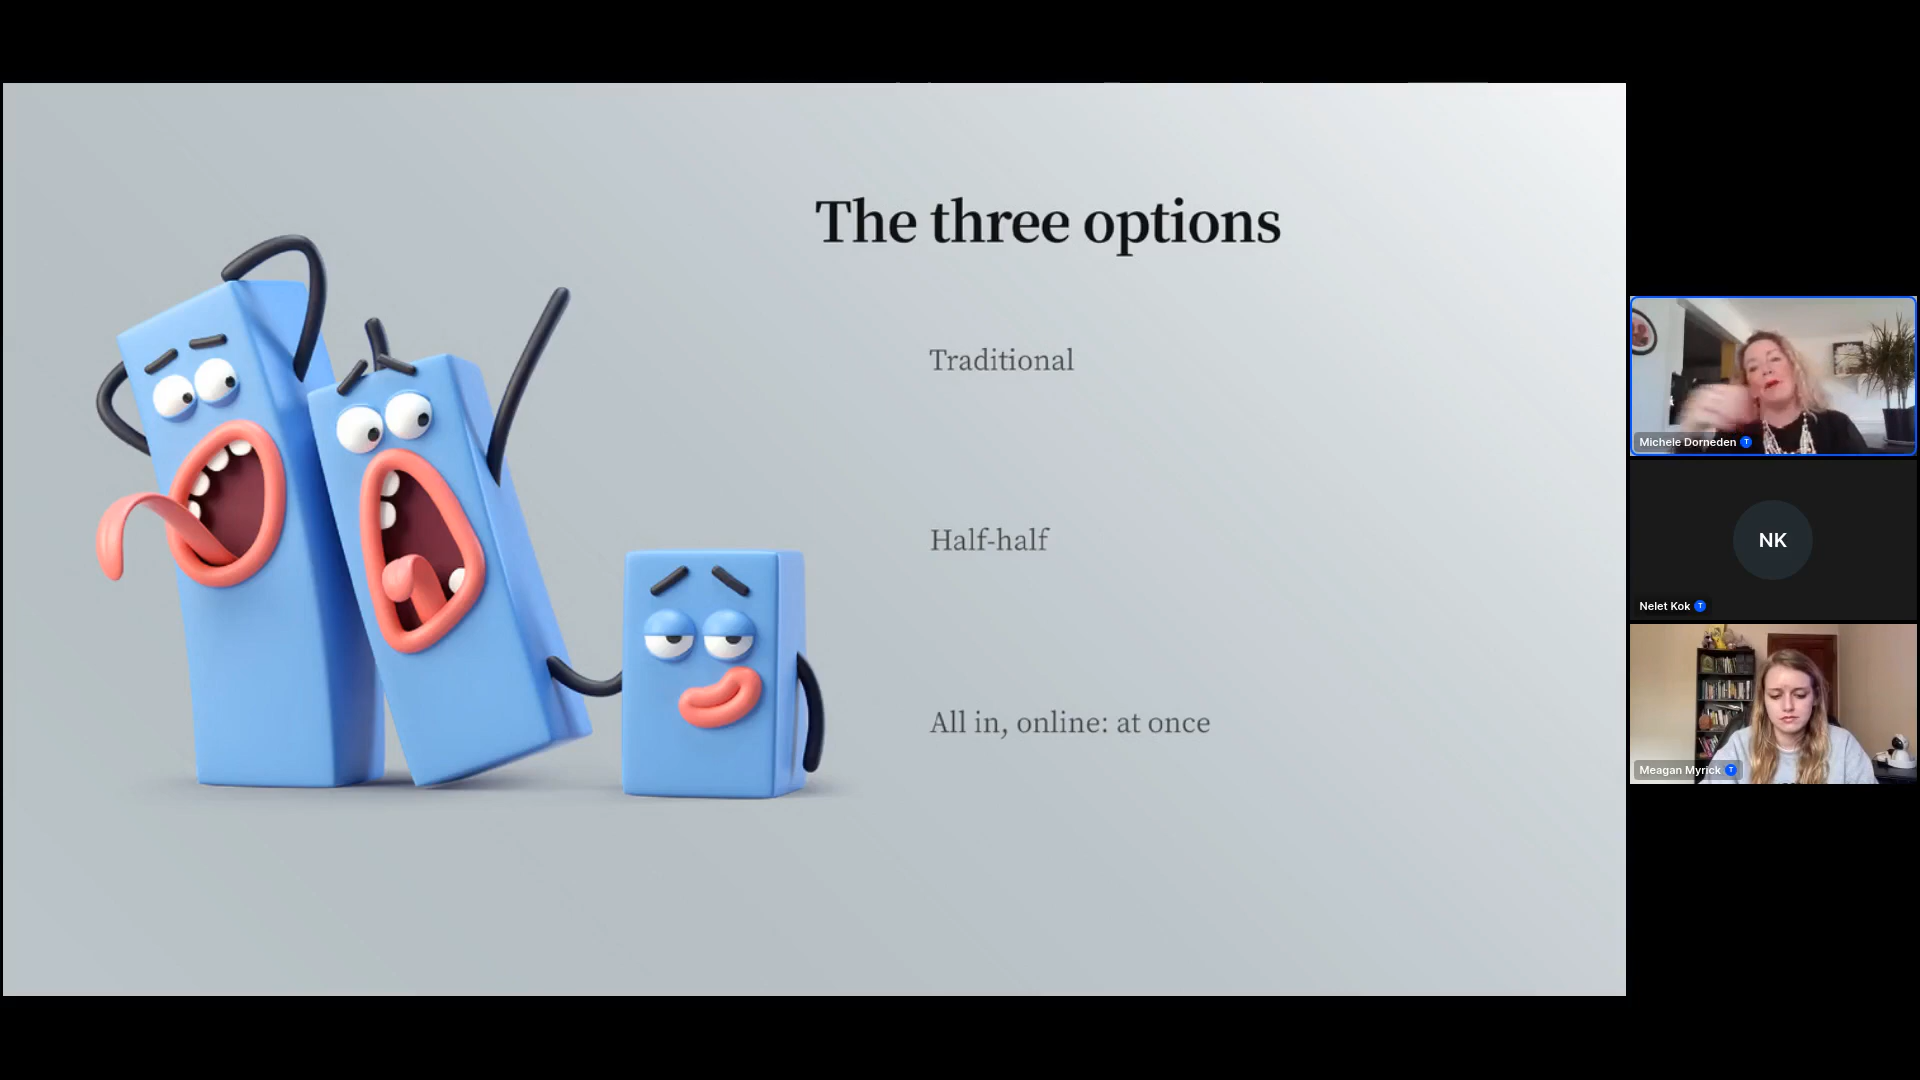 The three options
Traditional
Half-half
All in, online: at once
Michele Dorneden T
NK
Nelet Kok T
Meagan Myrick T